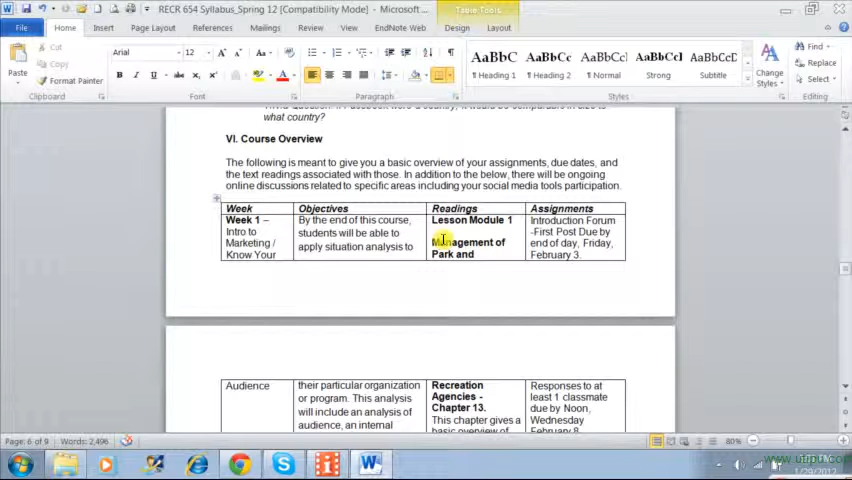 RECR 654 Syllabus_Spring 12 [Compatibility Mode] - Microsoft ...
Table Tools
File Home Insert Page Layout References Mailings Review View EndNote Web Design Layout
Cut
Copy
Format Painter
Paste
Clipboard
Arial 12
Font
Paragraph
AaBbC AaBbCc AaBbCc AaBbCcI AaBbCc
¶ Heading 1 ¶ Heading 2 ¶ Normal Strong Subtitle
Change
Styles
Styles
Find
Replace
Select
Editing
what country?
VI. Course Overview
The following is meant to give you a basic overview of your assignments, due dates, and
the text readings associated with those. In addition to the below, there will be ongoing
online discussions related to specific areas including your social media tools participation.
Week Objectives Readings Assignments
Week 1 –
Intro to
Marketing /
Know Your
By the end of this course,
students will be able to
apply situation analysis to
Lesson Module 1
Management of
Park and
Introduction Forum
-First Post Due by
end of day, Friday,
February 3.
Audience
their particular organization
or program. This analysis
will include an analysis of
audience, an internal
Recreation
Agencies -
Chapter 13.
This chapter gives a
basic overview of
Responses to at
least 1 classmate
due by Noon,
Wednesday
February 8
Page: 6 of 9 Words: 2,496
80%
1/29/2012